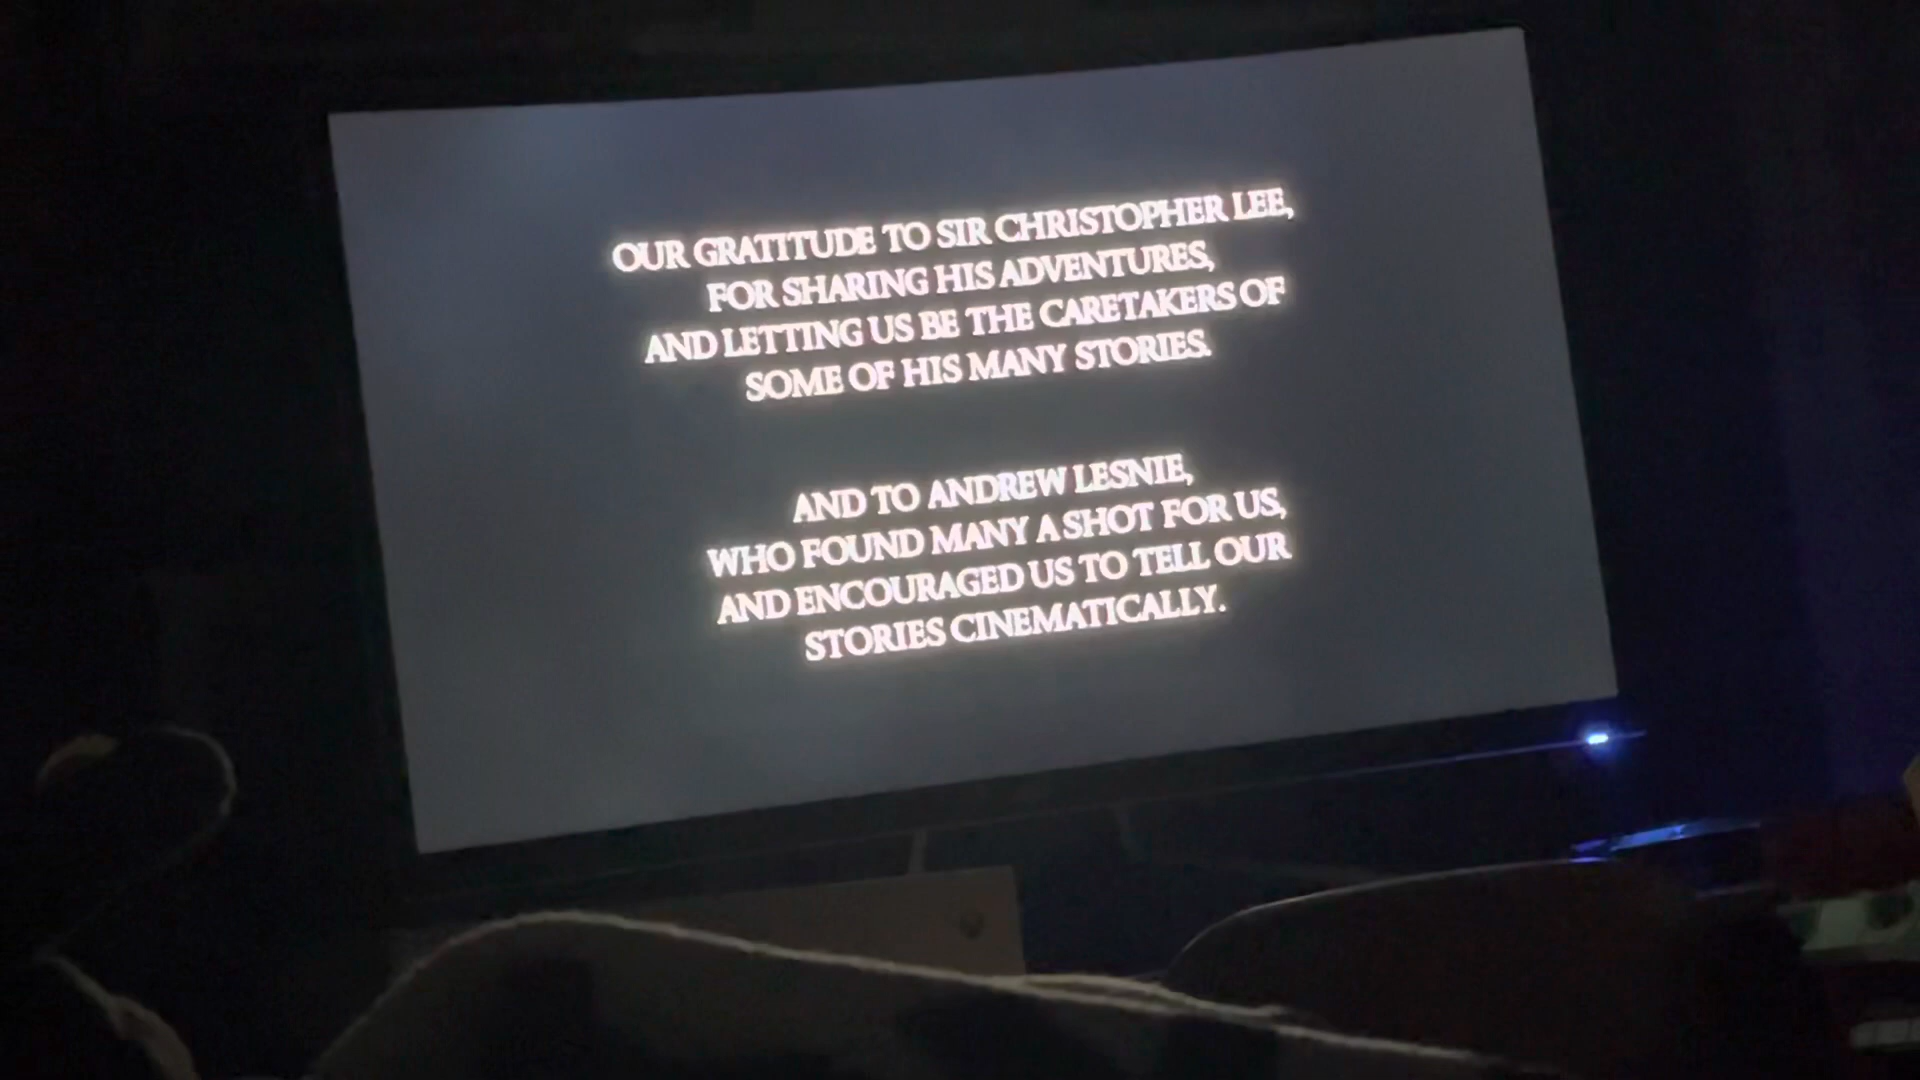 OUR GRATITUDE TO SIR CHRISTOPHER LEE,
FOR SHARING HIS ADVENTURES,
AND LETTING US BE THE CARETAKERS OF
SOME OF HIS MANY STORIES.
AND TO ANDREW LESNIE,
WHO FOUND MANY A SHOT FOR US,
AND ENCOURAGED US TO TELL OUR
STORIES CINEMATICALLY.